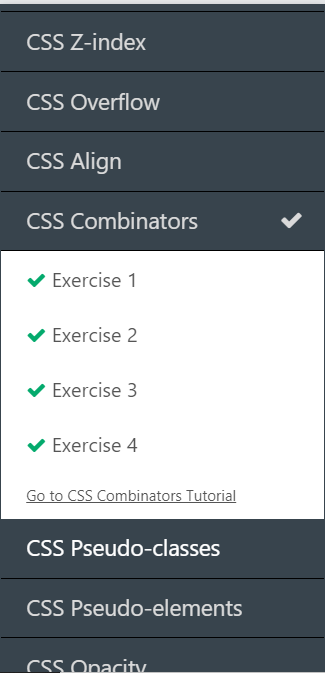 CSS Z-index
CSS Overflow
CSS Align
CSS Combinators
Exercise 1
Exercise 2
Exercise 3
Exercise 4
Go to CSS Combinators Tutorial
CSS Pseudo-classes
CSS Pseudo-elements
CSS Opacity